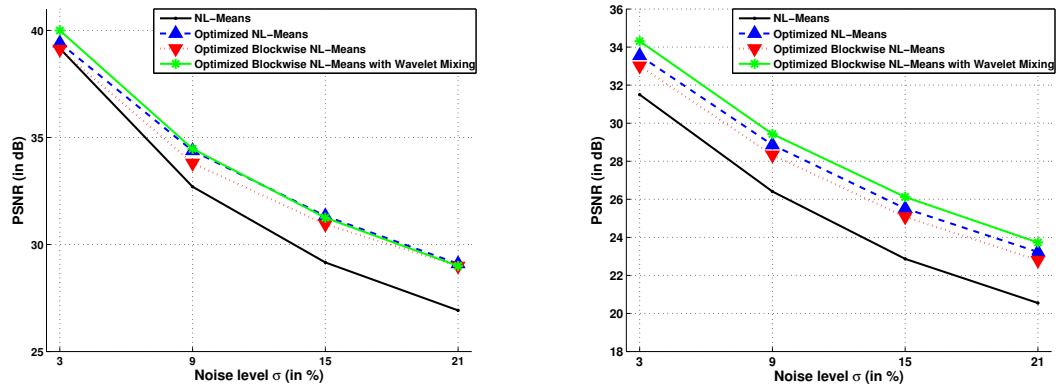 NL-Means
Optimized NL-Means
Optimized Blockwise NL-Means
Optimized Blockwise NL-Means with Wavelet Mixing
PSNR (in dB)
40
35
30
25
3
9
15
21
Noise level σ (in %)
NL-Means
Optimized NL-Means
Optimized Blockwise NL-Means
Optimized Blockwise NL-Means with Wavelet Mixing
PSNR (in dB)
36
34
32
30
28
26
24
22
20
18
3
9
15
21
Noise level σ (in %)